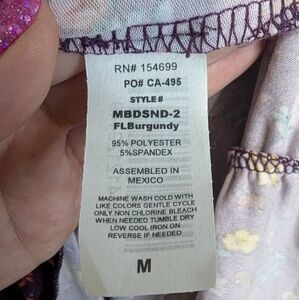 RN# 154699
PO# CA-495
STYLE#
MBDSND-2
FLBurgundy
95% POLYESTER
5%SPANDEX
ASSEMBLED IN
MEXICO
MACHINE WASH COLD WITH
LIKE COLORS GENTLE CYCLE
ONLY NON CHLORINE BLEACH
WHEN NEEDED TUMBLE DRY
LOW COOL IRON ON
REVERSE IF NEEDED
M